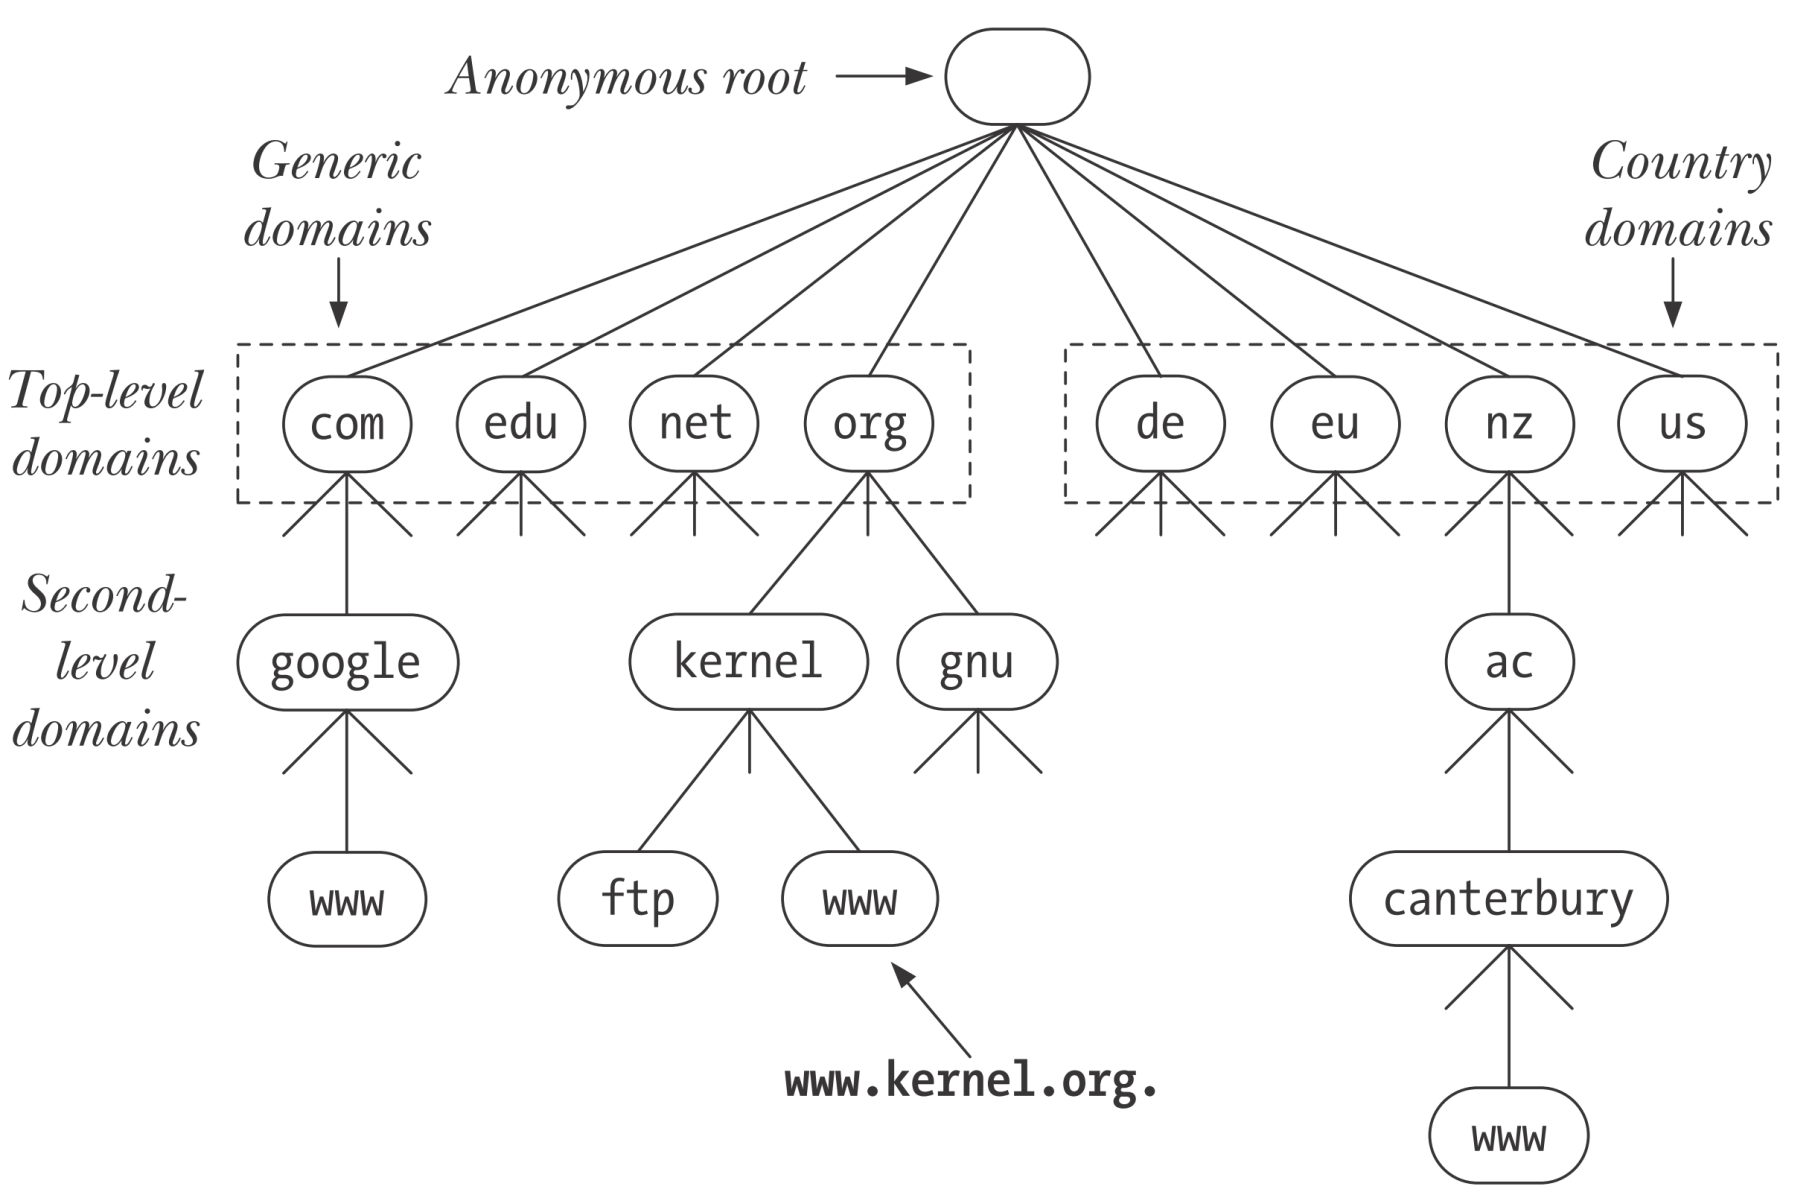 Anonymous root
Generic
domains
Country
domains
Top-level
domains
com
edu
net
org
de
eu
nz
us
Second-
level
domains
google
kernel
gnu
ac
www
ftp
www
canterbury
www.kernel.org.
www